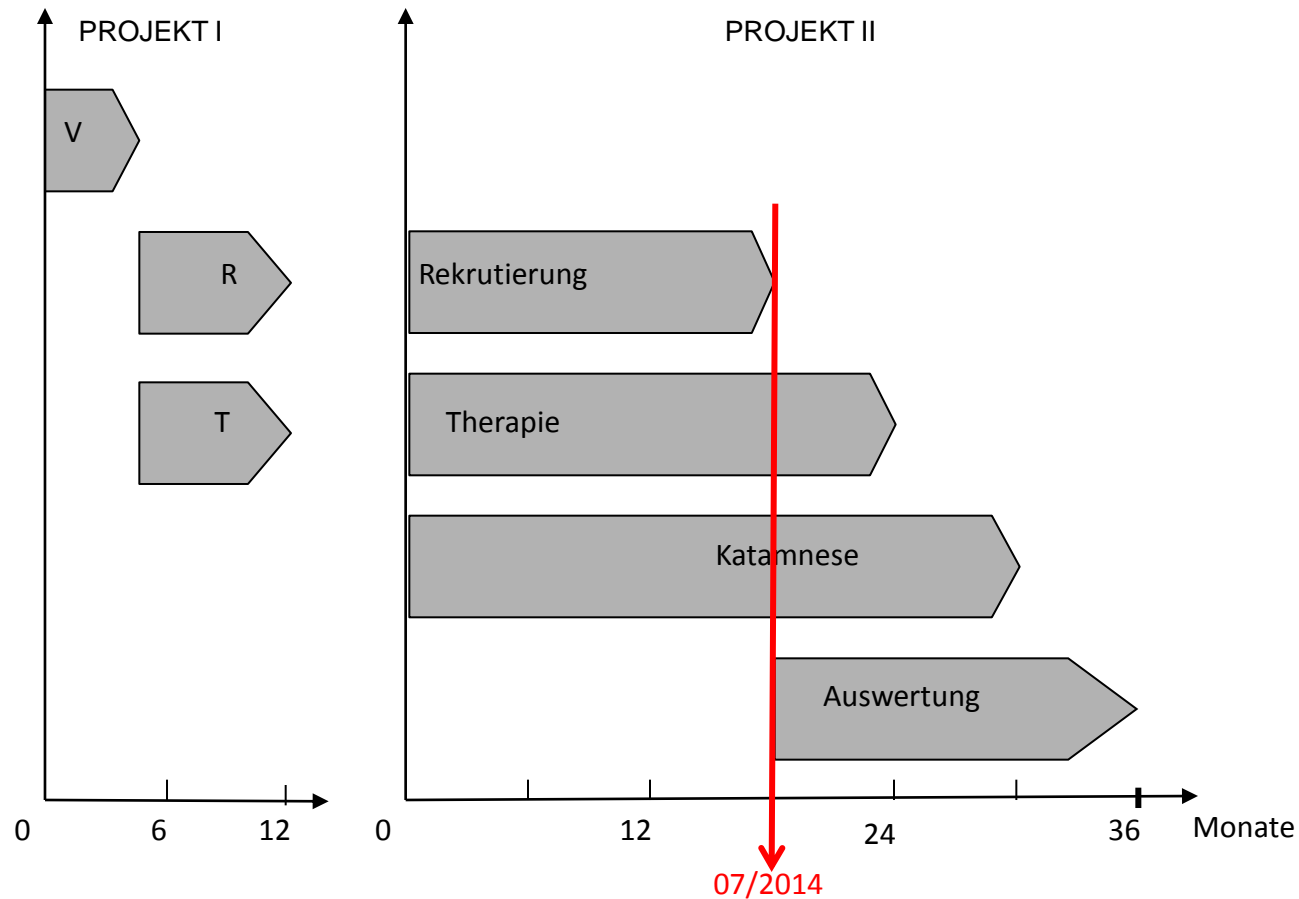 PROJEKT I
PROJEKT II
V
R
Rekrutierung
T
Therapie
Katamnese
Auswertung
0 6 12
0 12 24 36 Monate
07/2014